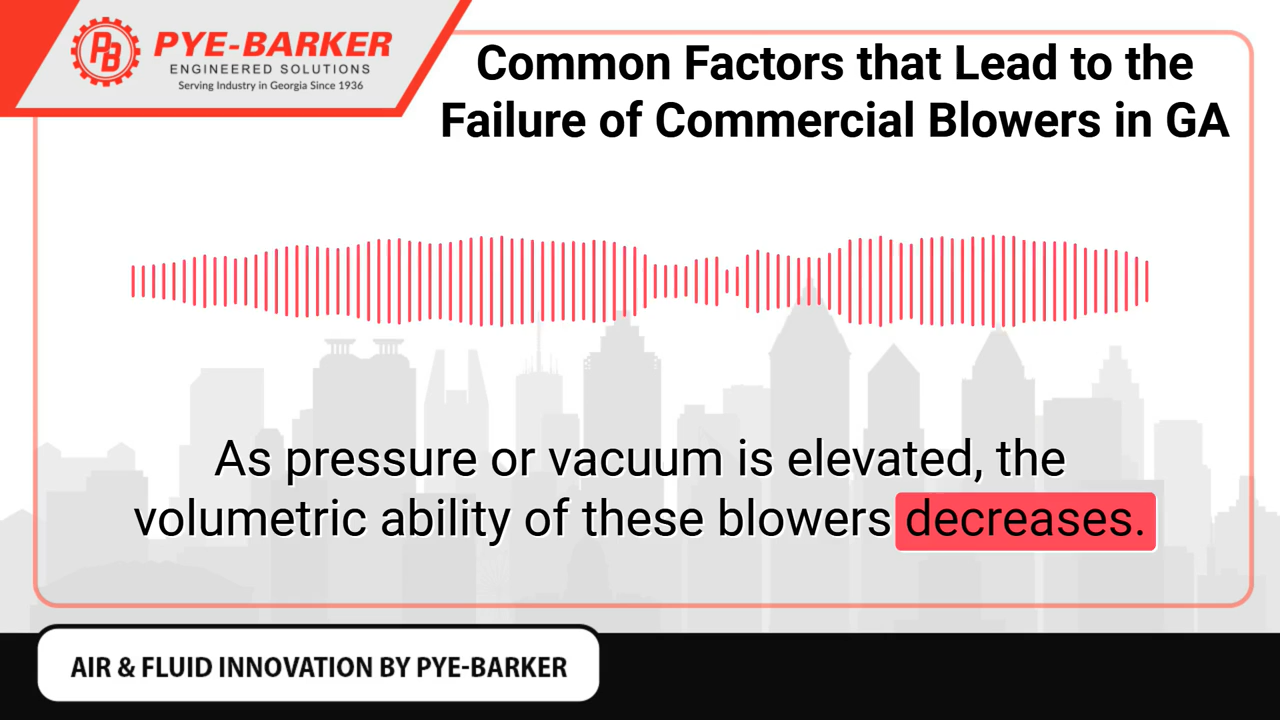 PB
PYE-BARKER
ENGINEERED SOLUTIONS
Serving Industry in Georgia Since 1936
Common Factors that Lead to the
Failure of Commercial Blowers in GA
As pressure or vacuum is elevated, the
volumetric ability of these blowers decreases.
AIR & FLUID INNOVATION BY PYE-BARKER